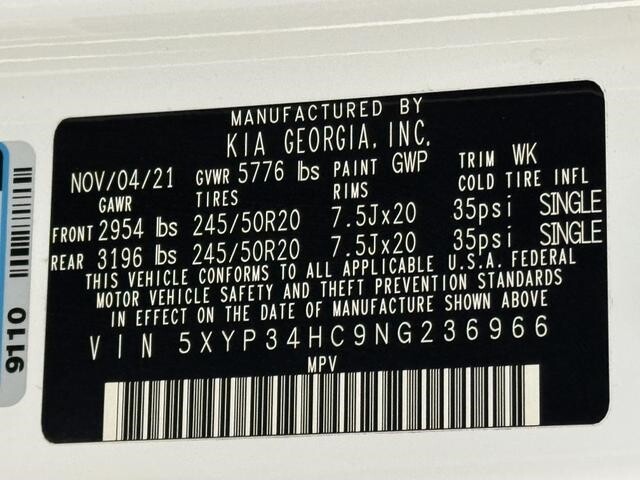 MANUFACTURED BY
KIA GEORGIA, INC.
NOV/04/21 GVWR 5776 lbs PAINT GWP TRIM WK
GAWR TIRES RIMS COLD TIRE INFL
FRONT 2954 lbs 245/50R20 7.5Jx20 35psi SINGLE
REAR 3196 lbs 245/50R20 7.5Jx20 35psi SINGLE
THIS VEHICLE CONFORMS TO ALL APPLICABLE U.S.A. FEDERAL
MOTOR VEHICLE SAFETY AND THEFT PREVENTION STANDARDS
IN EFFECT ON THE DATE OF MANUFACTURE SHOWN ABOVE
VIN 5XYP34HC9NG236966
MPV
9110